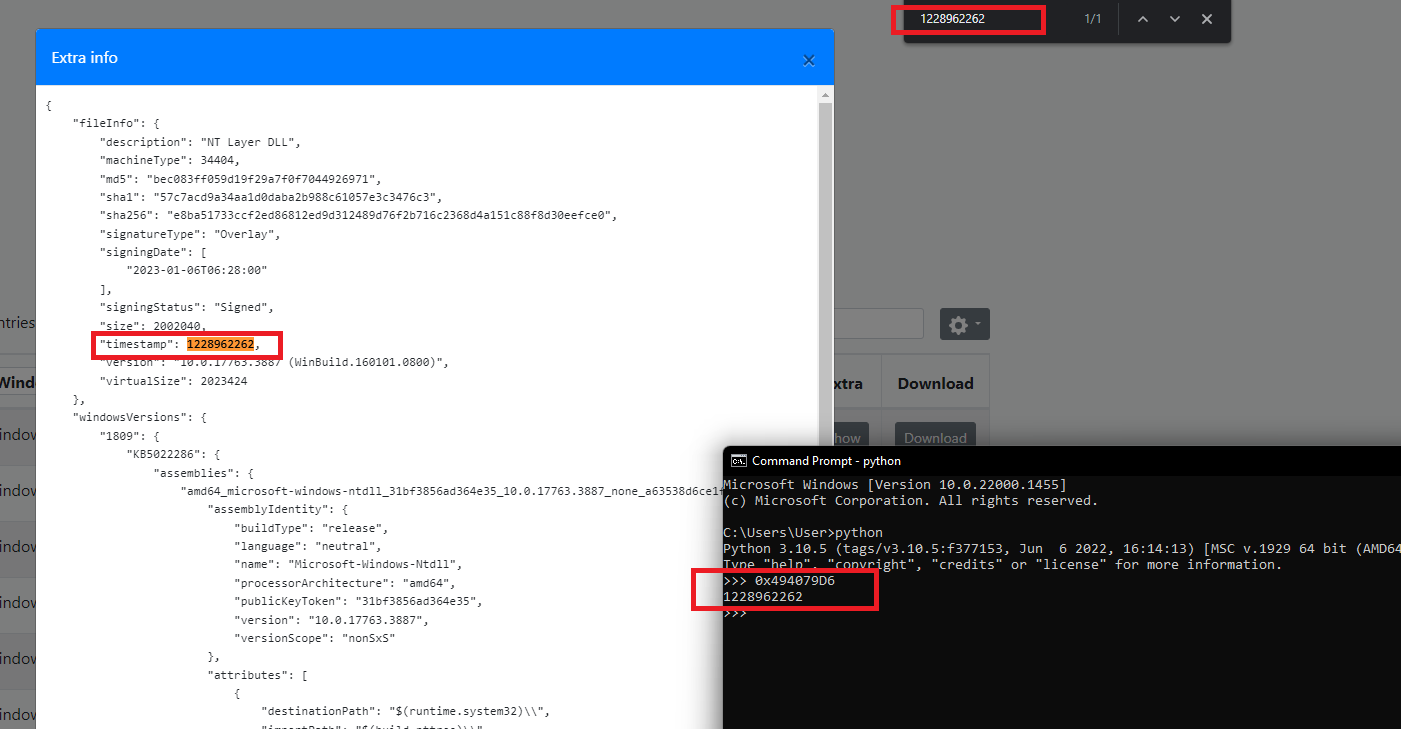 1228962262
1/1
Extra info
{
"fileInfo": {
"description": "NT Layer DLL",
"machineType": 34404,
"md5": "bec083ff059d19f29a7f0f7044926971",
"sha1": "57c7acd9a34aa1d0daba2b988c61057e3c3476c3",
"sha256": "e8ba51733ccf2ed86812ed9d312489d76f2b716c2368d4a151c88f8d30eefce0",
"signatureType": "Overlay",
"signingDate": [
"2023-01-06T06:28:00"
],
"signingStatus": "Signed",
"size": 2002040,
"timestamp": 1228962262,
"version": "10.0.17763.3887 (WinBuild.160101.0800)",
"virtualSize": 2023424
},
"windowsVersions": {
"1809": {
"KB5022286": {
"assemblies": {
"amd64_microsoft-windows-ntdll_31bf3856ad364e35_10.0.17763.3887_none_a63538d6ce1
"assemblyIdentity": {
"buildType": "release",
"language": "neutral",
"name": "Microsoft-Windows-Ntdll",
"processorArchitecture": "amd64",
"publicKeyToken": "31bf3856ad364e35",
"version": "10.0.17763.3887",
"versionScope": "nonSxS"
},
"attributes": [
{
"destinationPath": "$(runtime.system32)\\",
ntries
Wind
xtra
Download
indow
how
Download
indow
indow
indow
indow
indow
Command Prompt - python
Microsoft Windows [Version 10.0.22000.1455]
(c) Microsoft Corporation. All rights reserved.
C:\Users\User>python
Python 3.10.5 (tags/v3.10.5:f377153, Jun  6 2022, 16:14:13) [MSC v.1929 64 bit (AMD64
Type "help", "copyright", "credits" or "license" for more information.
>>> 0x494079D6
1228962262
>>>